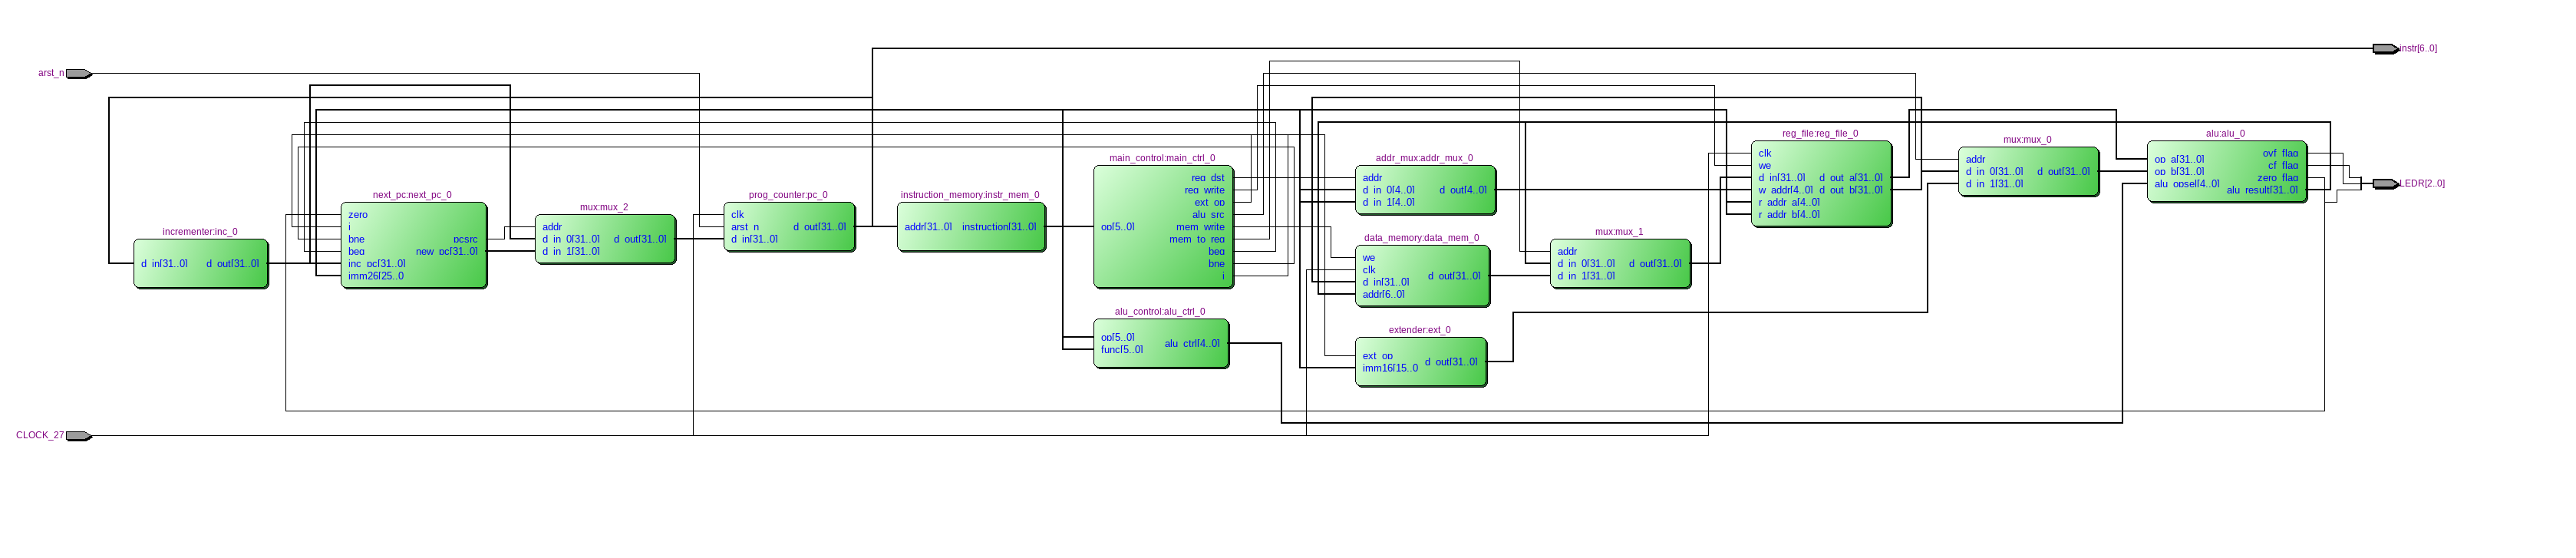 instr[6..0]
arst_n
incrementer:inc_0
d_in[31..0] d_out[31..0]
next_pc:next_pc_0
zero
j
bne
beq
inc_pc[31..0]
imm26[25..0
pcsrc
new_pc[31..0]
mux:mux_2
addr
d_in_0[31..0]
d_in_1[31..0]
d_out[31..0]
prog_counter:pc_0
clk
arst_n
d_in[31..0]
d_out[31..0]
instruction_memory:instr_mem_0
addr[31..0] instruction[31..0]
main_control:main_ctrl_0
op[5..0]
reg_dst
reg_write
ext_op
alu_src
mem_write
mem_to_reg
beq
bne
j
alu_control:alu_ctrl_0
op[5..0]
func[5..0]
alu_ctrl[4..0]
addr_mux:addr_mux_0
addr
d_in_0[4..0]
d_in_1[4..0]
d_out[4..0]
data_memory:data_mem_0
we
clk
d_in[31..0]
addr[6..0]
d_out[31..0]
extender:ext_0
ext_op
imm16[15..0
d_out[31..0]
mux:mux_1
addr
d_in_0[31..0]
d_in_1[31..0]
d_out[31..0]
reg_file:reg_file_0
clk
we
d_in[31..0]
w_addr[4..0]
r_addr_a[4..0]
r_addr_b[4..0]
d_out_a[31..0]
d_out_b[31..0]
mux:mux_0
addr
d_in_0[31..0]
d_in_1[31..0]
d_out[31..0]
alu:alu_0
op_a[31..0]
op_b[31..0]
alu_opsel[4..0]
ovf_flag
cf_flag
zero_flag
alu_result[31..0]
LEDR[2..0]
CLOCK_27